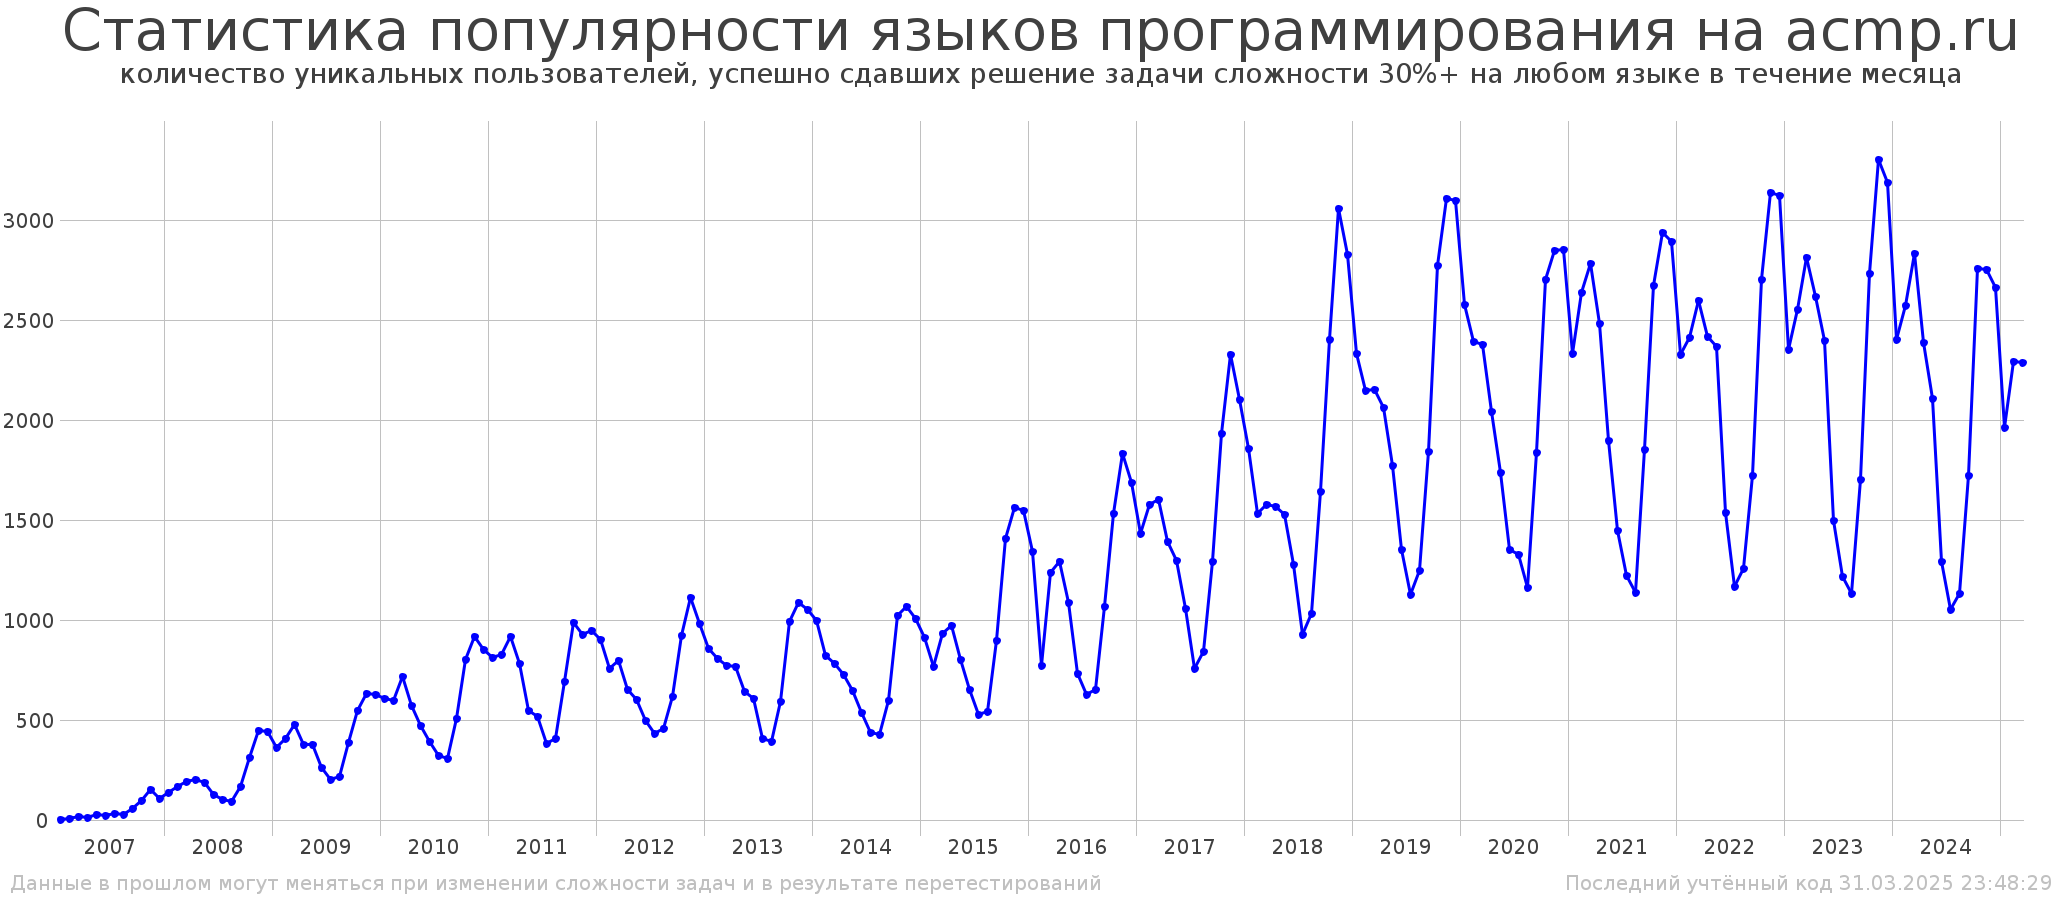 Статистика популярности языков программирования на acmp.ru
количество уникальных пользователей, успешно сдавших решение задачи сложности 30%+ на любом языке в течение месяца
3000
2500
2000
1500
1000
500
0
2007 2008 2009 2010 2011 2012 2013 2014 2015 2016 2017 2018 2019 2020 2021 2022 2023 2024
Данные в прошлом могут меняться при изменении сложности задач и в результате перетестирований
Последний учтённый код 31.03.2025 23:48:29